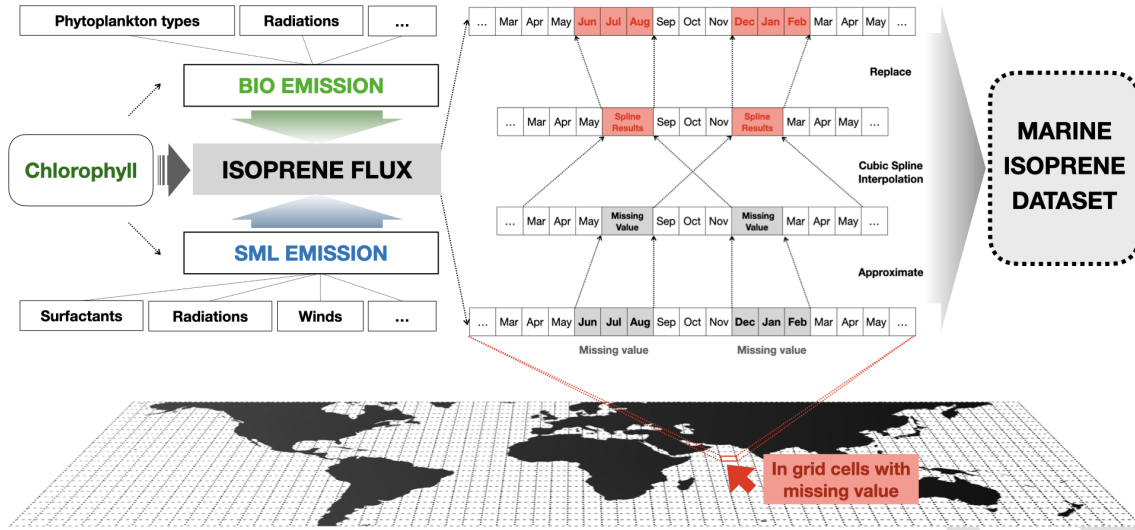 Phytoplankton types
Radiations
...
BIO EMISSION
Chlorophyll
ISOPRENE FLUX
SML EMISSION
Surfactants
Radiations
Winds
...
... Mar Apr May Jun Jul Aug Sep Oct Nov Dec Jan Feb Mar Apr May ...
Replace
... Mar Apr May Spline Results Sep Oct Nov Spline Results Mar Apr May ...
Cubic Spline
Interpolation
... Mar Apr May Missing Value Sep Oct Nov Missing Value Mar Apr May ...
Approximate
... Mar Apr May Jun Jul Aug Sep Oct Nov Dec Jan Feb Mar Apr May ...
Missing value
Missing value
MARINE
ISOPRENE
DATASET
In grid cells with
missing value